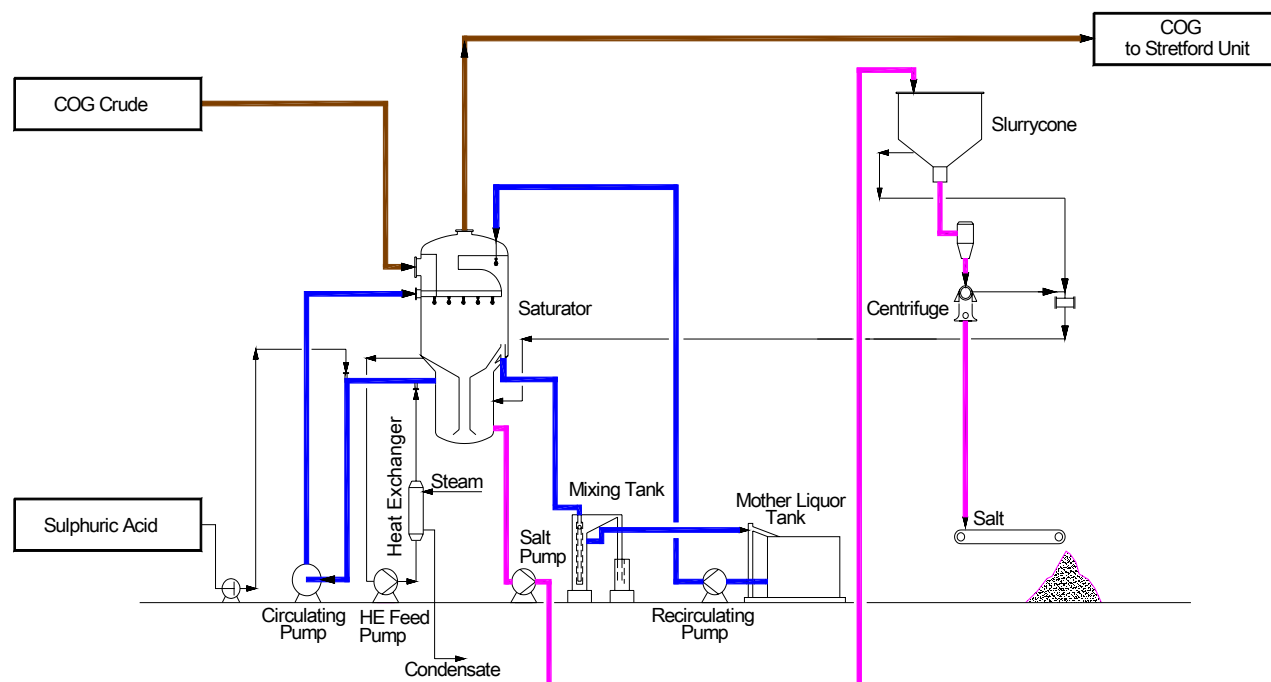 COG
to Stretford Unit
COG Crude
Slurrycone
Saturator
Centrifuge
Heat Exchanger
Steam
Mixing Tank
Mother Liquor
Tank
Sulphuric Acid
Salt
Pump
Salt
Circulating
Pump
HE Feed
Pump
Recirculating
Pump
Condensate